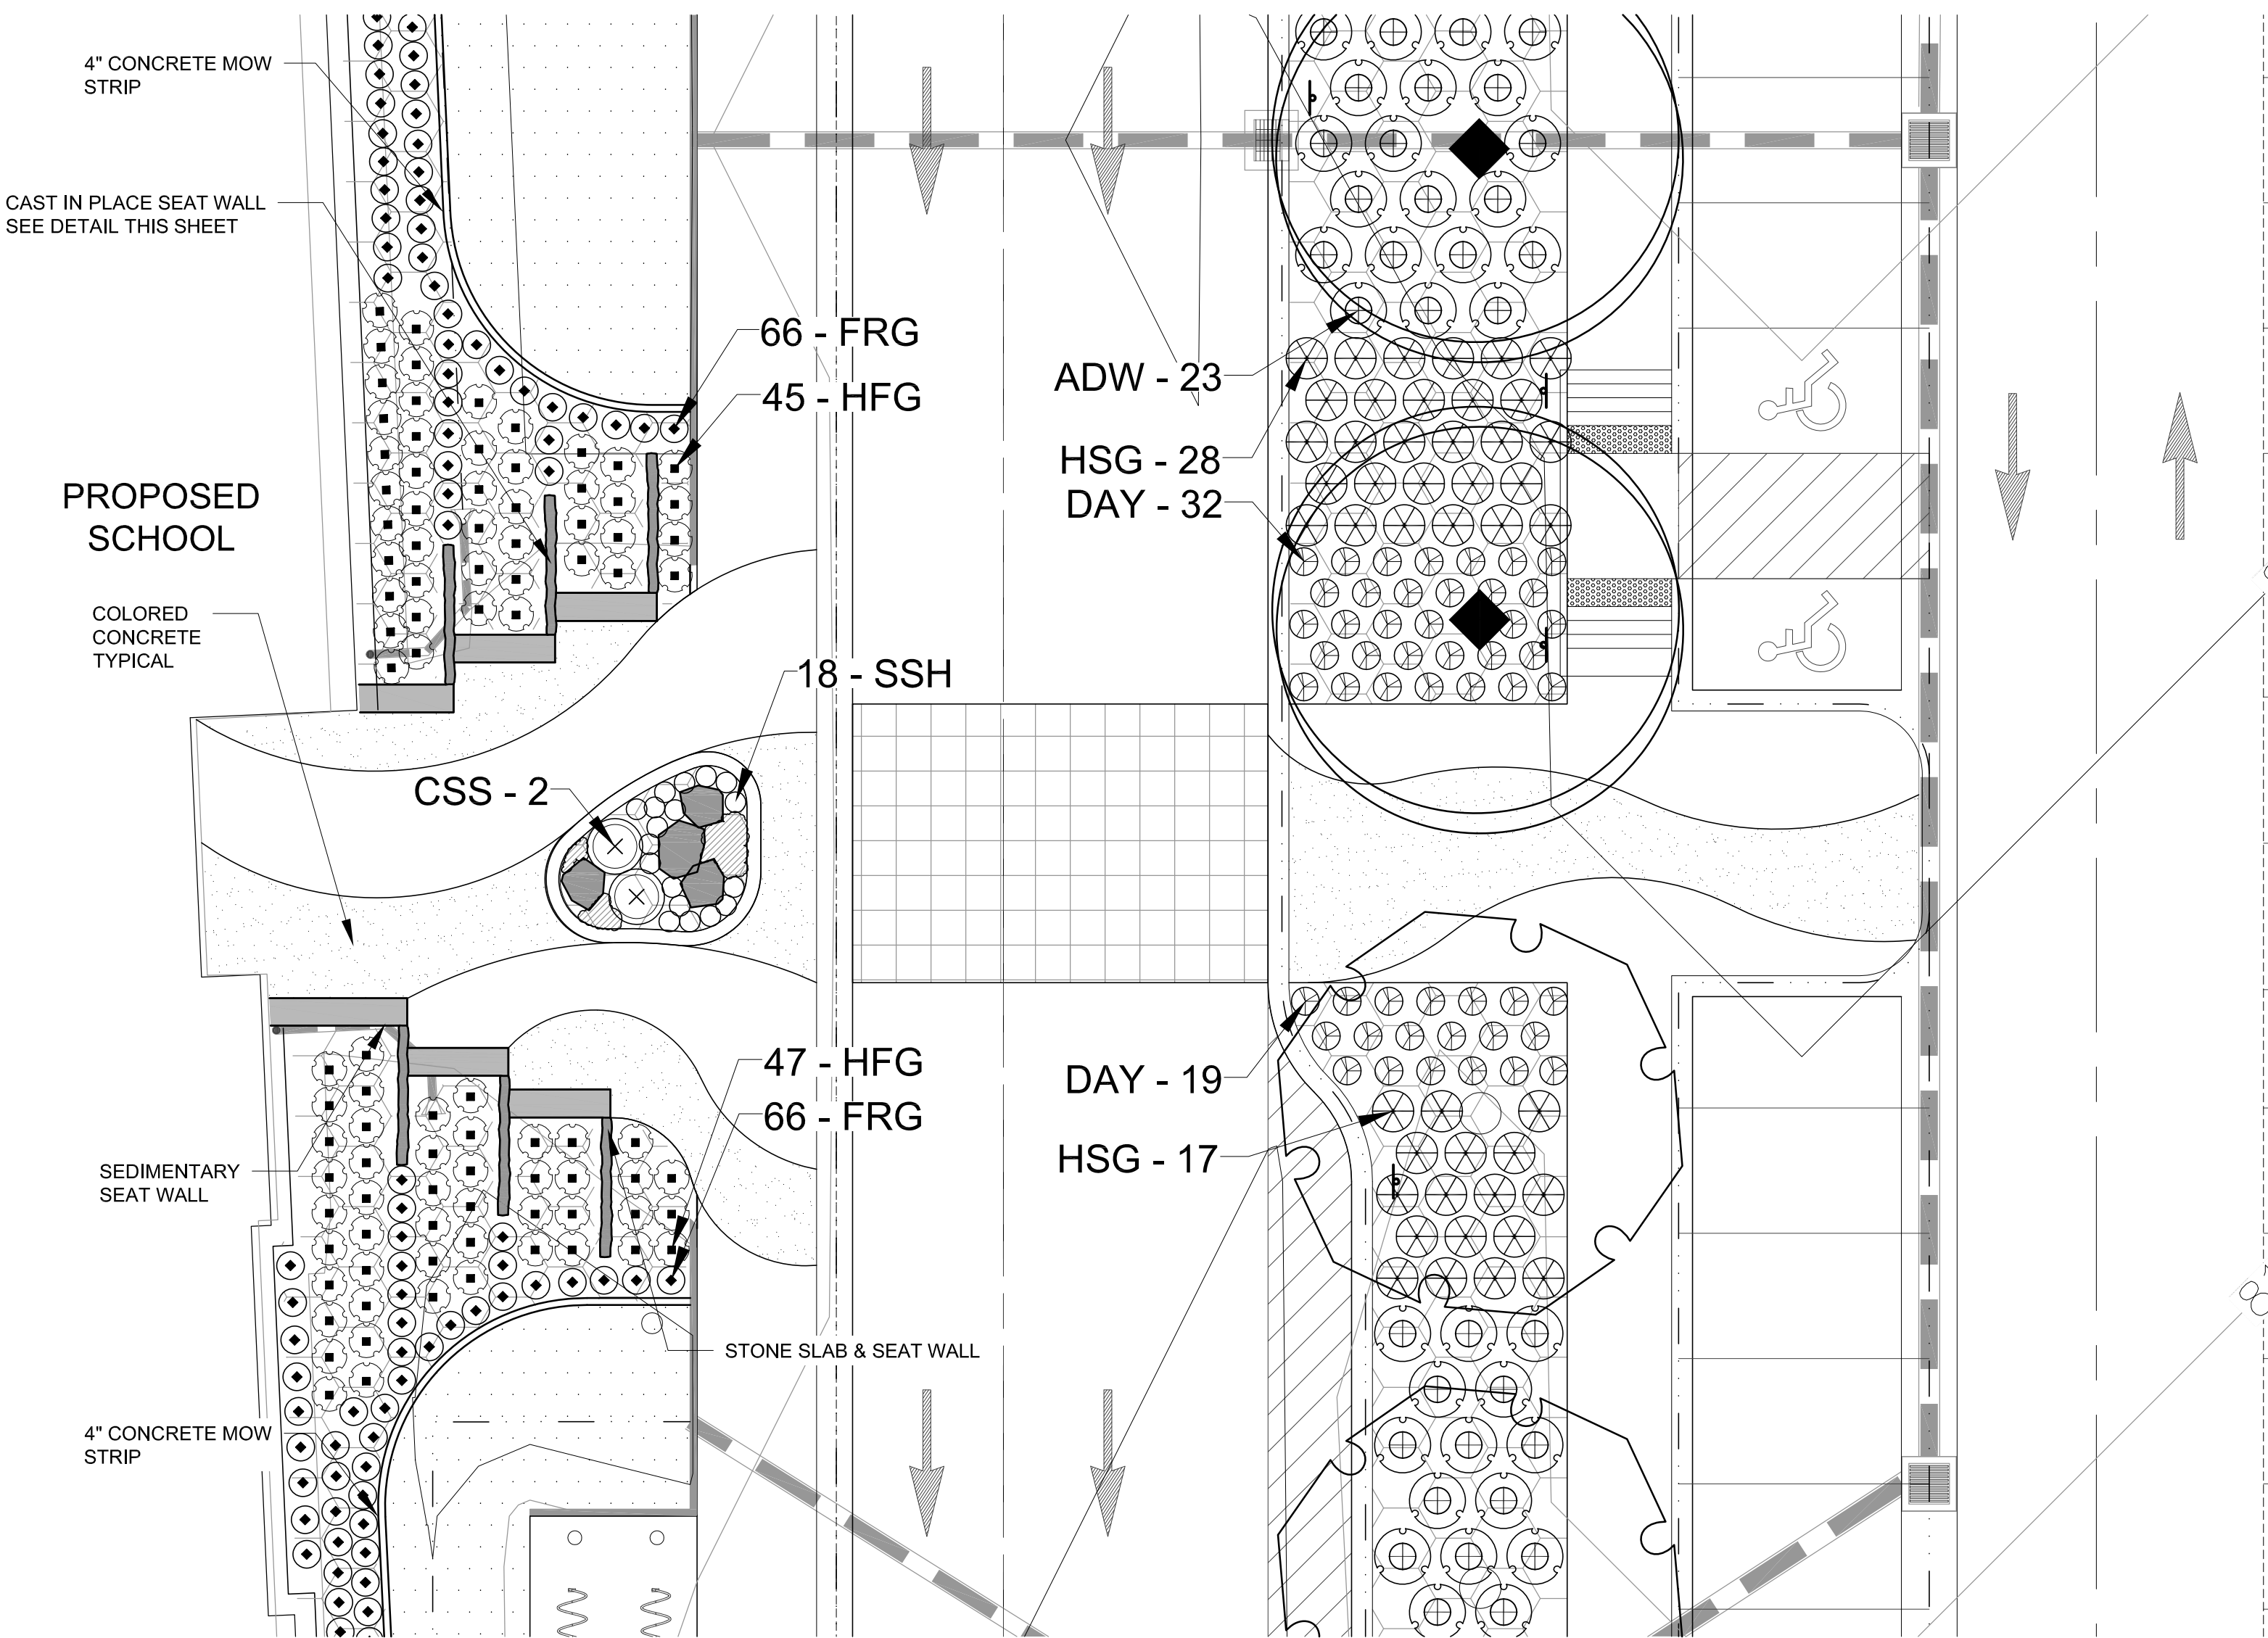 4" CONCRETE MOW
STRIP
CAST IN PLACE SEAT WALL
SEE DETAIL THIS SHEET
66 - FRG
45 - HFG
ADW - 23
HSG - 28
DAY - 32
PROPOSED
SCHOOL
COLORED
CONCRETE
TYPICAL
18 - SSH
CSS - 2
47 - HFG
66 - FRG
DAY - 19
HSG - 17
SEDIMENTARY
SEAT WALL
STONE SLAB & SEAT WALL
4" CONCRETE MOW
STRIP